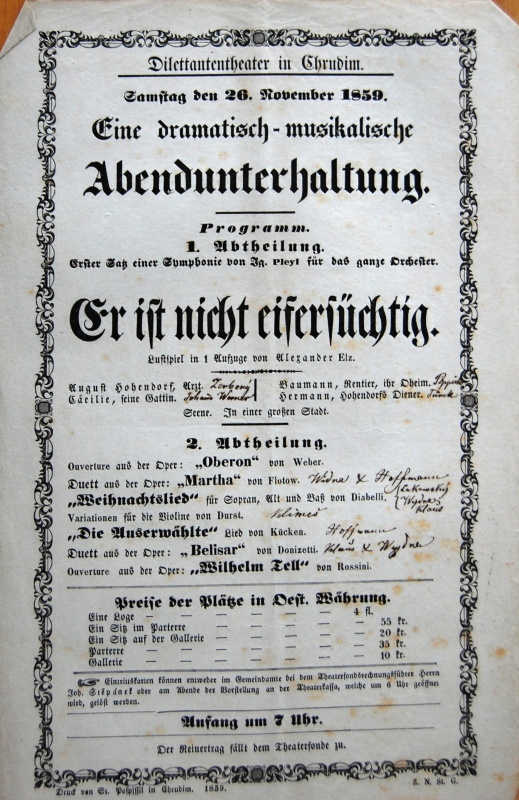 Dilettantentheater in Chrudim.
Samstag den 26. November 1859.
Eine dramatisch-musikalische
Abendunterhaltung.
Programm.
1. Abtheilung.
Erster Satz einer Symphonie von Ig. Pleyl für das ganze Orchester.
Er ist nicht eifersüchtig.
Lustspiel in 1 Aufzuge von Alexander Elz.
August Hohendorf, Arzt. Baumann, Rentier, ihr Oheim.
Cäcilie, seine Gattin. Hermann, Hohendorfs Diener. Türck
Scene. In einer großen Stadt.
2. Abtheilung.
Ouverture aus der Oper: „Oberon“ von Weber.
Duett aus der Oper: „Martha“ von Flotow. & Hoffmann
„Weihnachtslied“ für Sopran, Alt und Baß von Diabelli. Klaus
Variationen für die Violine von Durst. Klimeš
„Die Auserwählte“ Lied von Kücken. Hoffmann
Duett aus der Oper: „Belisar“ von Donizetti. Klaus &
Ouverture aus der Oper: „Wilhelm Tell“ von Rossini.
Preise der Plätze in Oest. Währung.
Eine Loge — — — — — — 4 fl.
Ein Sitz im Parterre — — — — — — 55 kr.
Ein Sitz auf der Gallerie — — — — — — 20 kr.
Parterre — — — — — — 35 kr.
Gallerie — — — — — — 10 kr.
Eintrittskarten können entweder im Gemeindamte bei dem Theaterfondsrechnungsführer Herrn
Joh. Stěpánek oder am Abende der Vorstellung an der Theaterkassa, welche um 6 Uhr geöffnet
wird, gelöst werden.
Anfang um 7 Uhr.
Der Reinertrag fällt dem Theaterfonde zu.
Druck von St. Pospissil in Chrudim. 1859. Z. N. St. G.